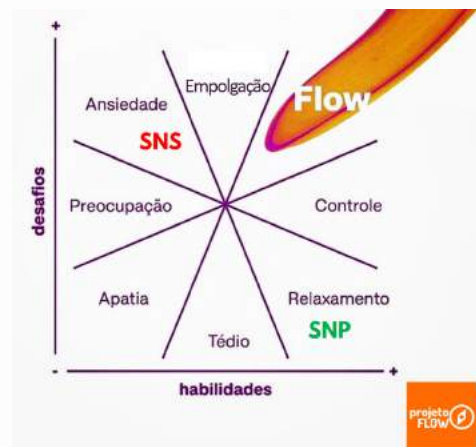 +
Empolgação
Flow
Ansiedade
SNS
desafios
Preocupação
Controle
Apatia
Relaxamento
SNP
Tédio
-
+
habilidades
projeto
FLOW